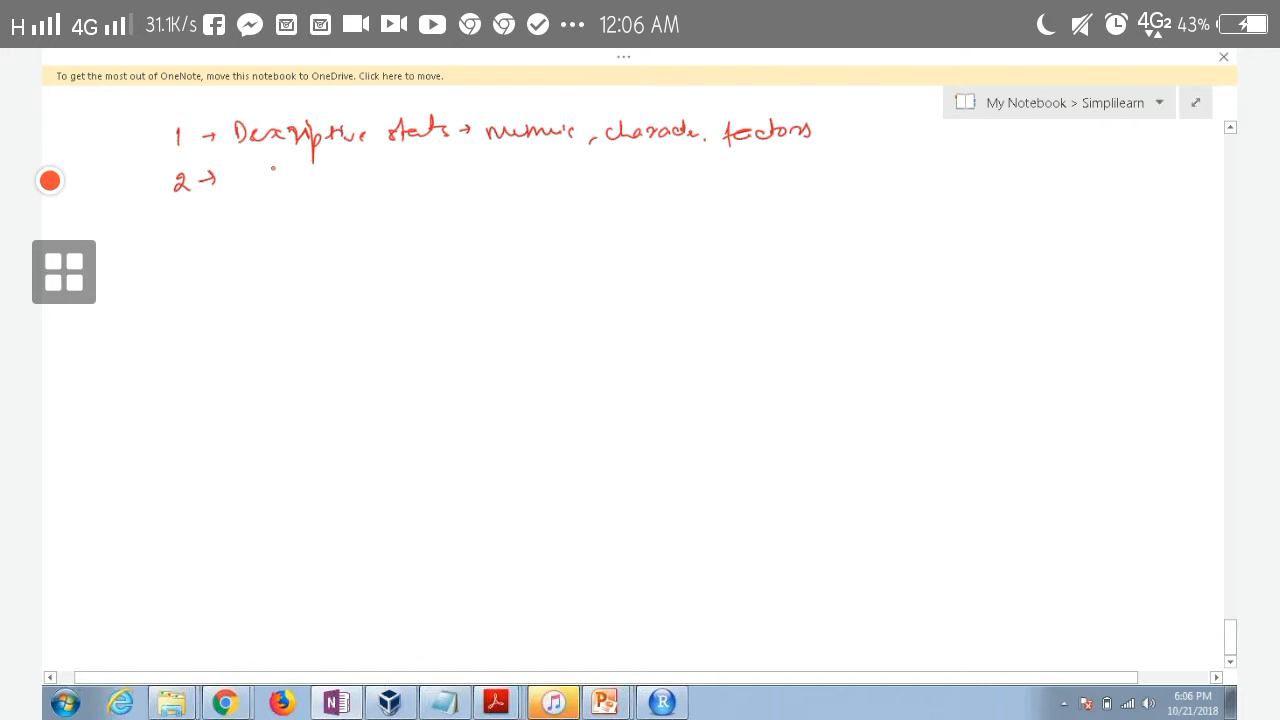 H 4G 31.1K/s 12:06 AM 4G2 43%
To get the most out of OneNote, move this notebook to OneDrive. Click here to move.
My Notebook > Simplilearn
1 → Descriptive stats → numeric, characte. factors
2 →
6:06 PM
10/21/2018